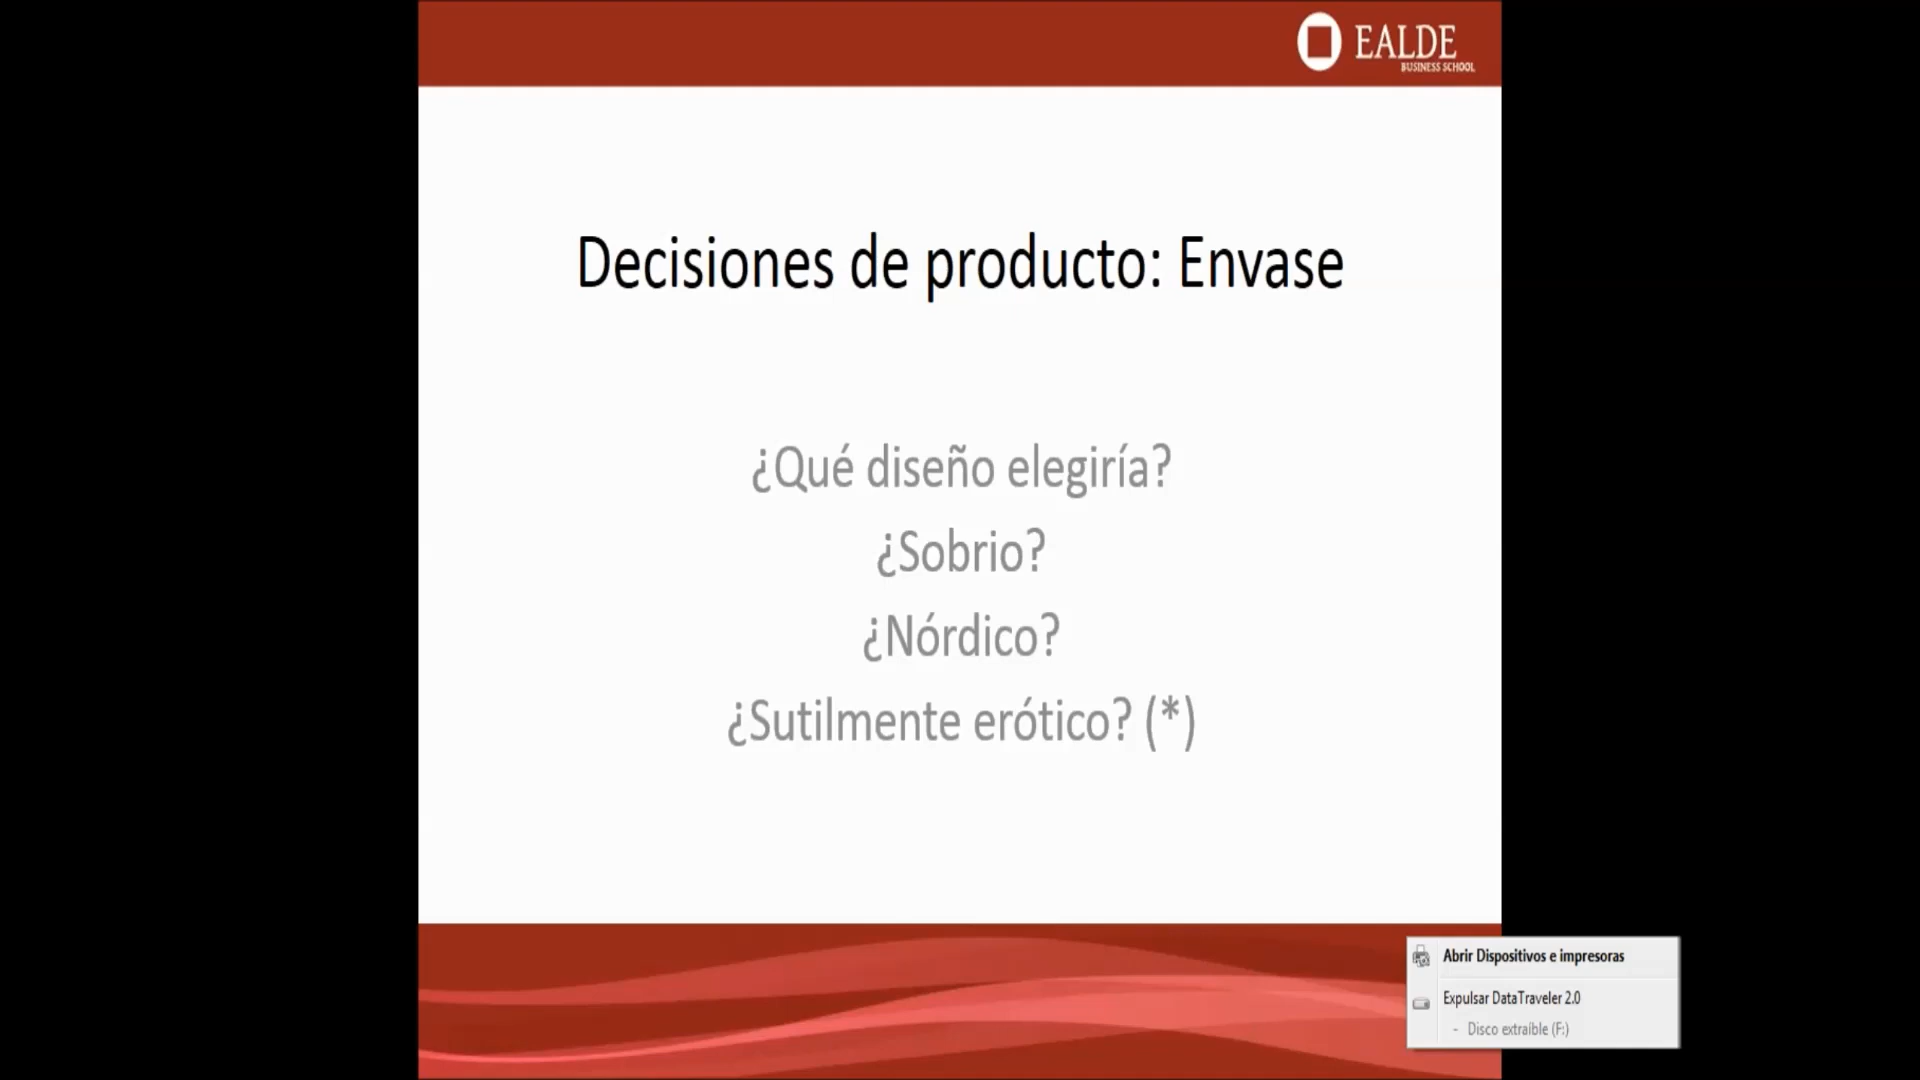 EALDE
BUSINESS SCHOOL
Decisiones de producto: Envase
¿Qué diseño elegiría?
¿Sobrio?
¿Nórdico?
¿Sutilmente erótico? (*)
Abrir Dispositivos e impresoras
Expulsar DataTraveler 2.0
- Disco extraíble (F:)